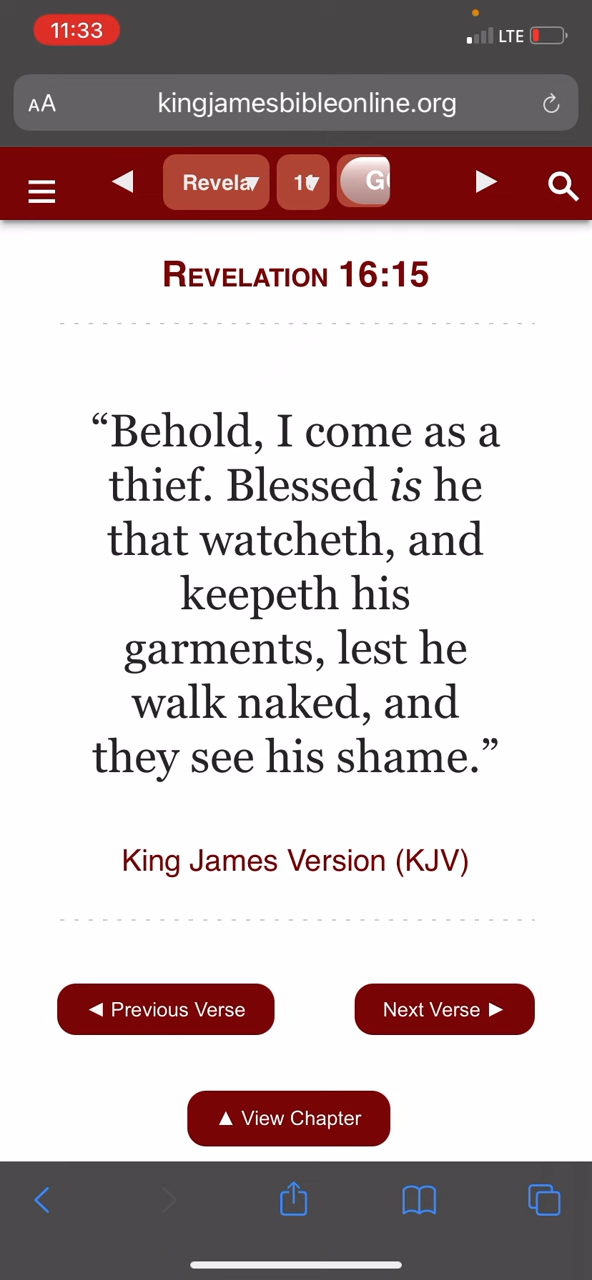 11:33
LTE
AA kingjamesbibleonline.org
Revela 16 G
REVELATION 16:15
“Behold, I come as a
thief. Blessed is he
that watcheth, and
keepeth his
garments, lest he
walk naked, and
they see his shame.”
King James Version (KJV)
◄ Previous Verse
Next Verse ►
▲ View Chapter